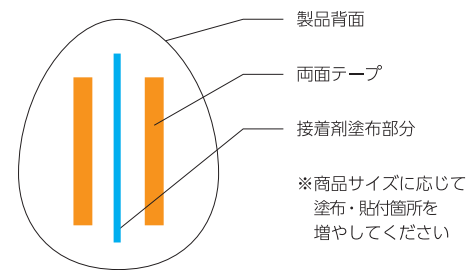 製品背面
両面テープ
接着剤塗布部分
※商品サイズに応じて
塗布・貼付箇所を
増やしてください